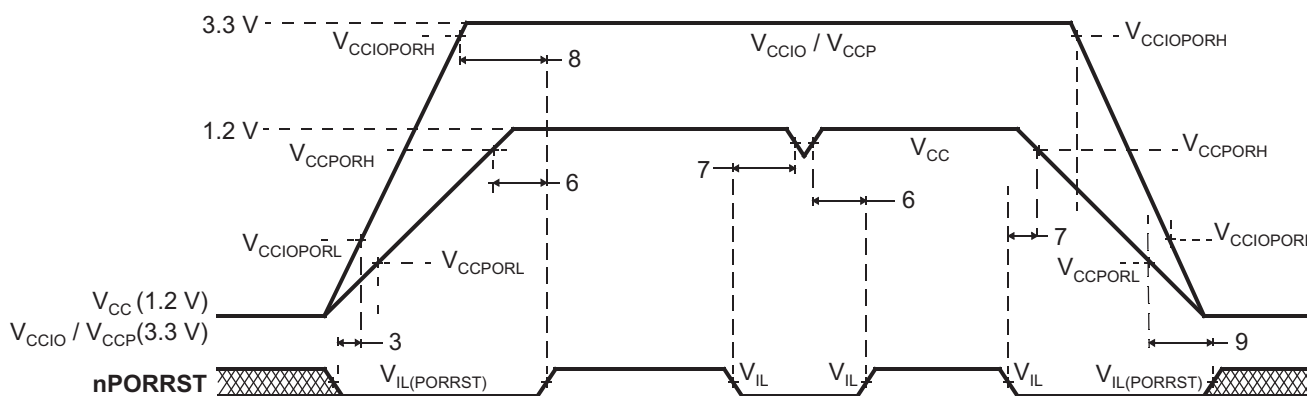 3.3 V
V_CCIOPORH
V_CCIO / V_CCP
V_CCIOPORH
8
1.2 V
V_CCPORH
V_CC
V_CCPORH
7
6
6
7
V_CCIOPORL
V_CCPORL
V_CCPORL
V_CC (1.2 V)
V_CCIO / V_CCP(3.3 V)
3
9
nPORRST
V_IL(PORRST)
V_IL
V_IL
V_IL
V_IL(PORRST)